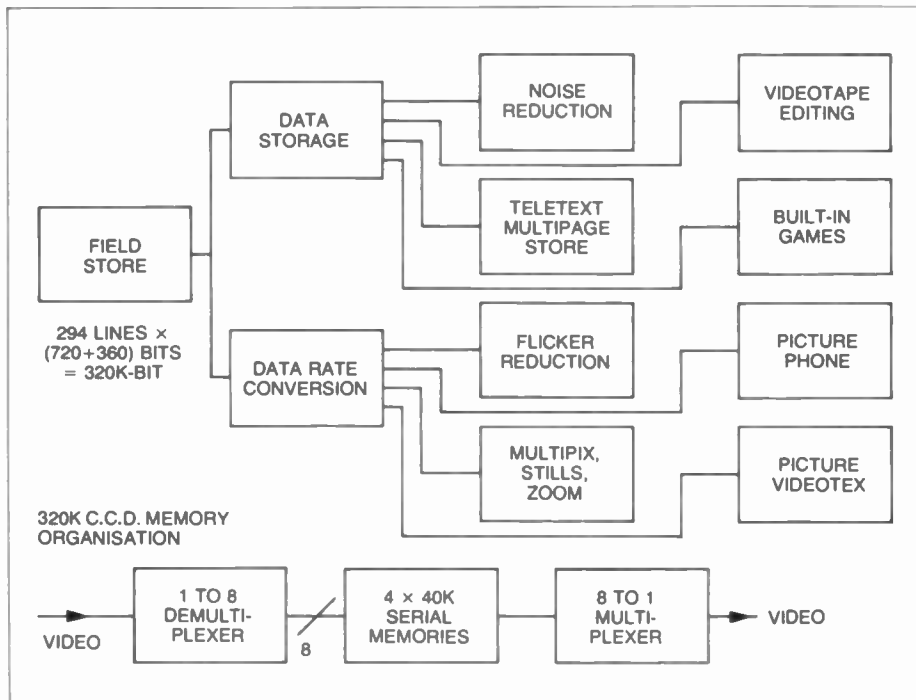 NOISE
REDUCTION
VIDEOTAPE
EDITING
DATA
STORAGE
TELETEXT
MULTIPAGE
STORE
BUILT-IN
GAMES
FIELD
STORE
294 LINES ×
(720+360) BITS
= 320K-BIT
DATA RATE
CONVERSION
FLICKER
REDUCTION
PICTURE
PHONE
MULTIPIX,
STILLS,
ZOOM
PICTURE
VIDEOTEX
320K C.C.D. MEMORY
ORGANISATION
VIDEO
1 TO 8
DEMULTI-
PLEXER
8
4 × 40K
SERIAL
MEMORIES
8 TO 1
MULTI-
PLEXER
VIDEO